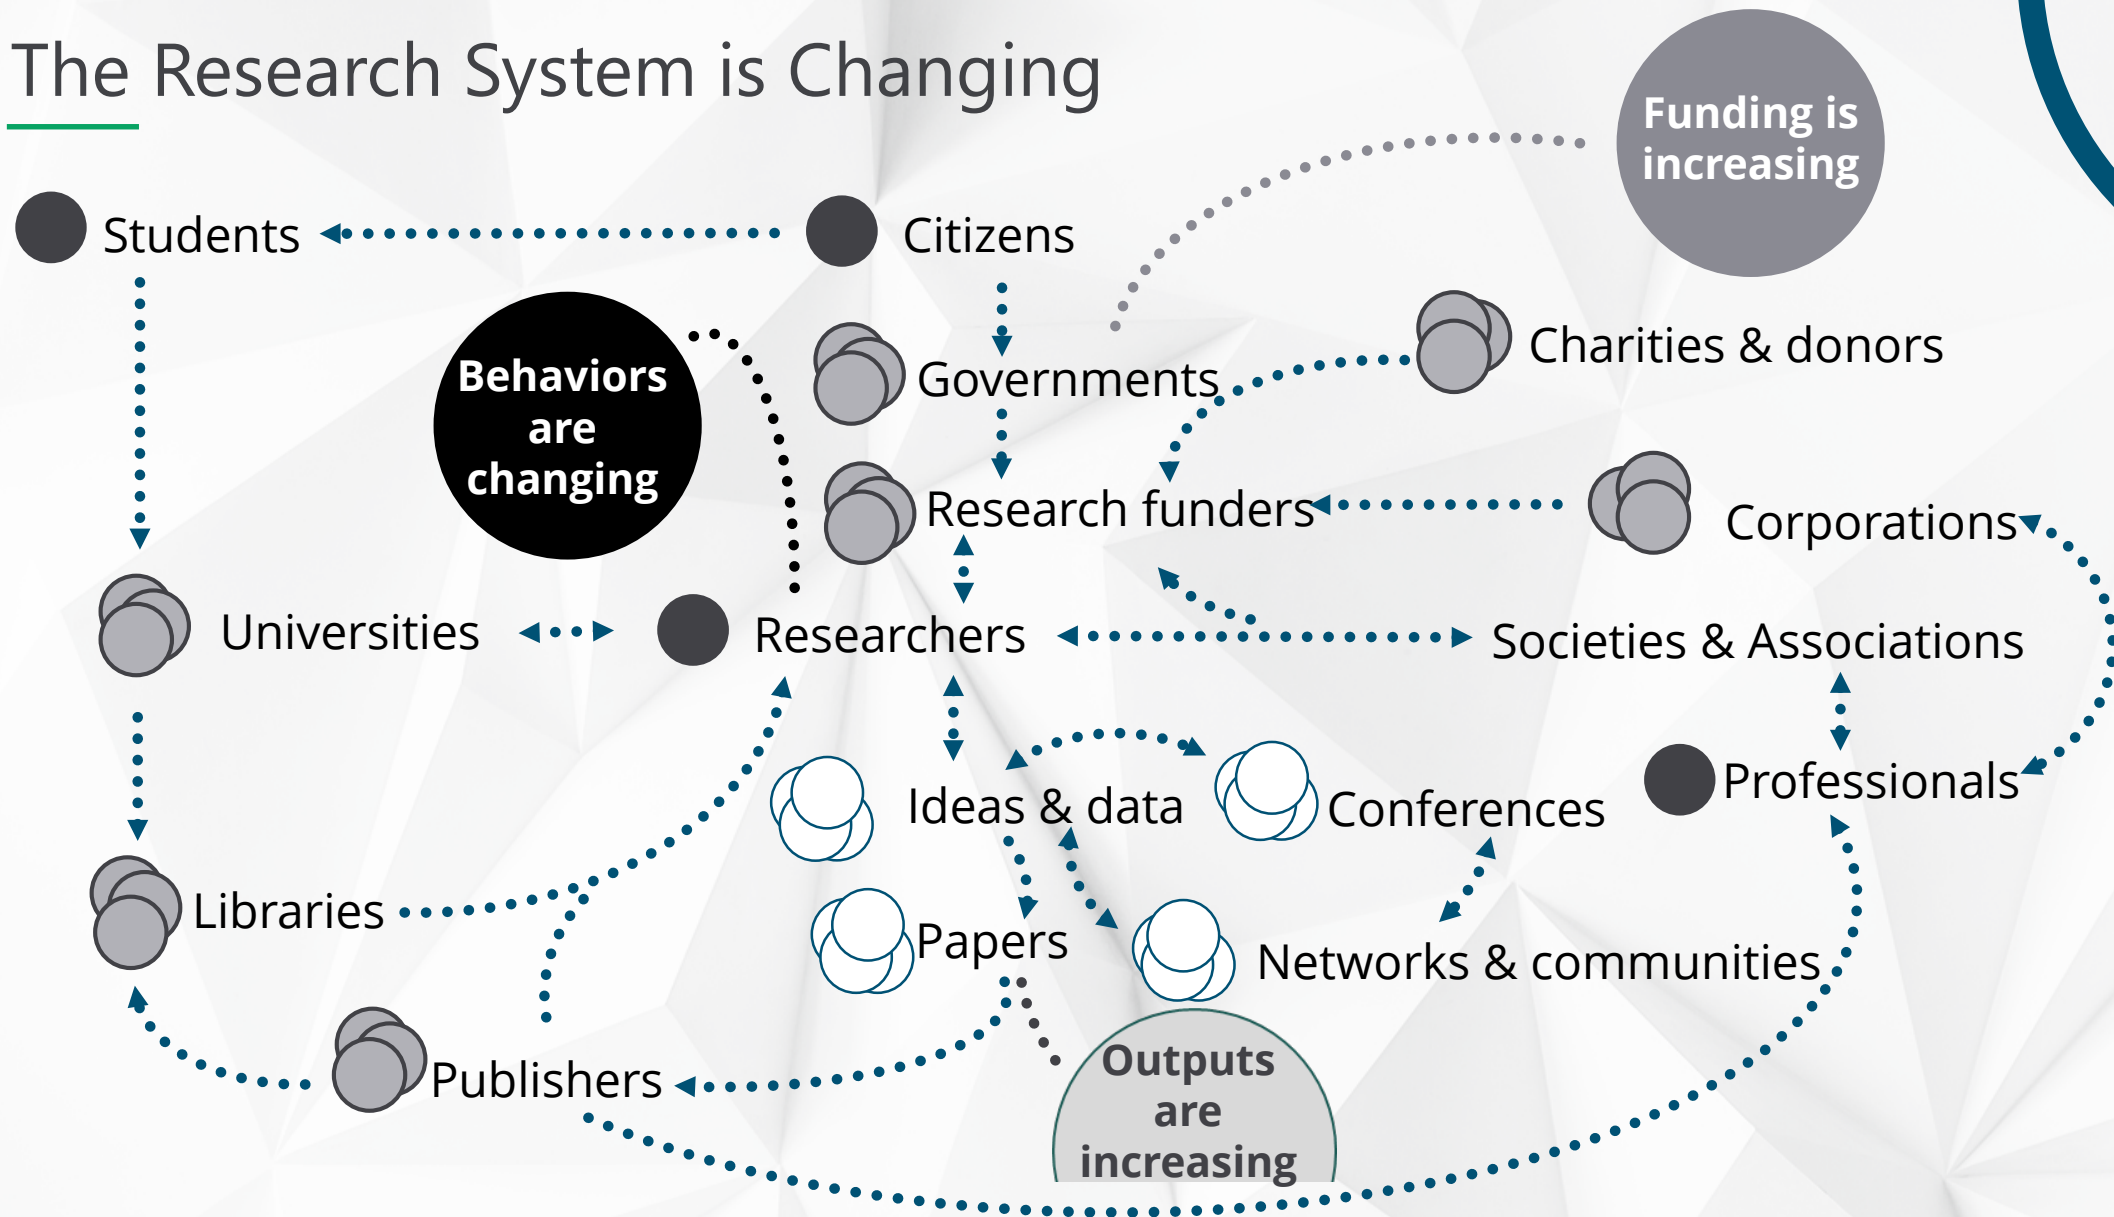 The Research System is Changing
Funding is
increasing
Students
Citizens
Behaviors
are
changing
Governments
Charities & donors
Research funders
Corporations
Universities
Researchers
Societies & Associations
Ideas & data
Conferences
Professionals
Libraries
Papers
Networks & communities
Publishers
Outputs
are
increasing